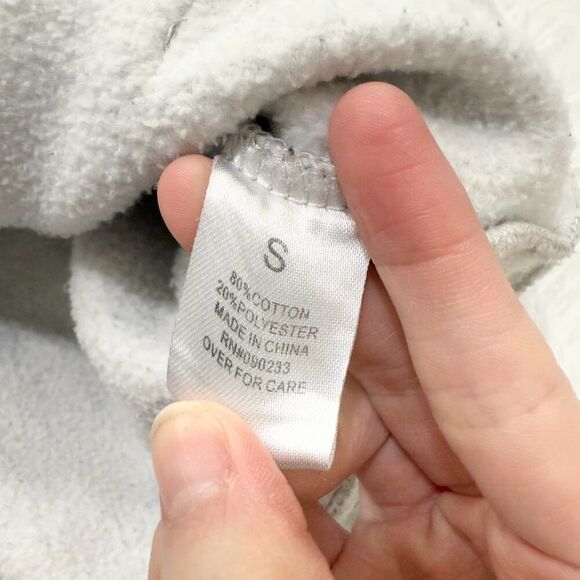 S
80%COTTON
20%POLYESTER
MADE IN CHINA
RN#090233
OVER FOR CARE